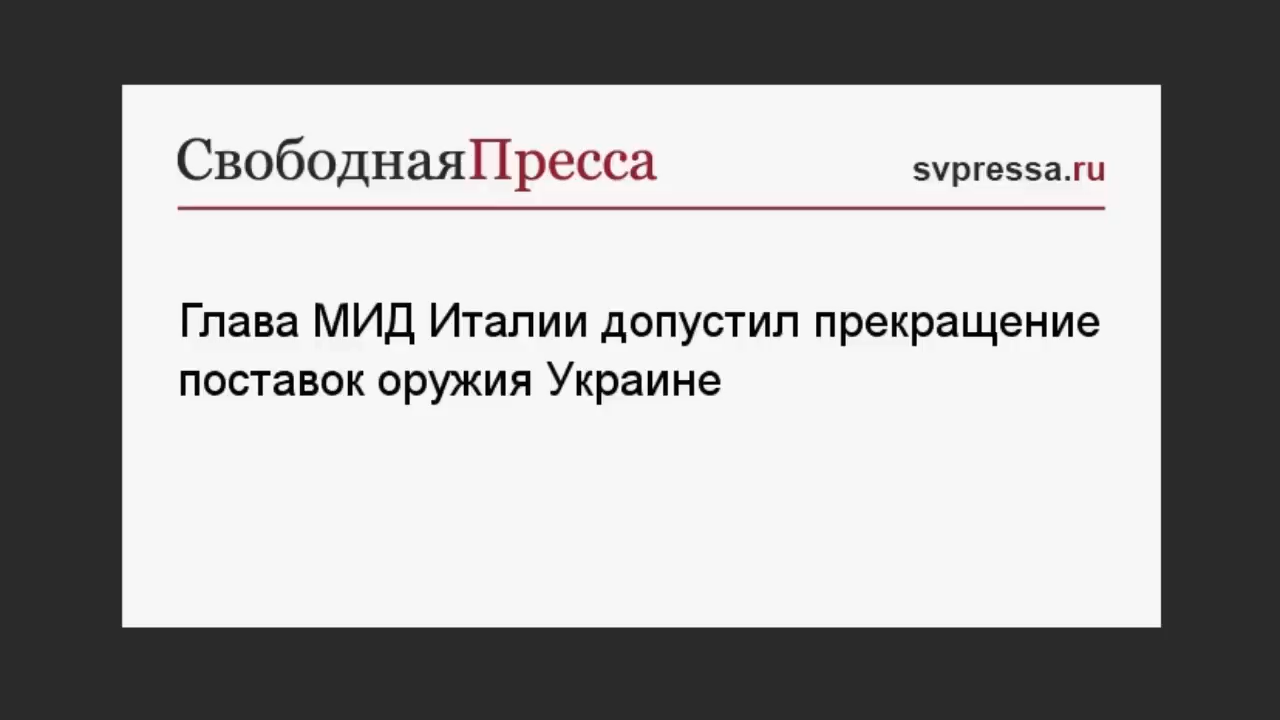 СвободнаяПресса
svpressa.ru
Глава МИД Италии допустил прекращение
поставок оружия Украине